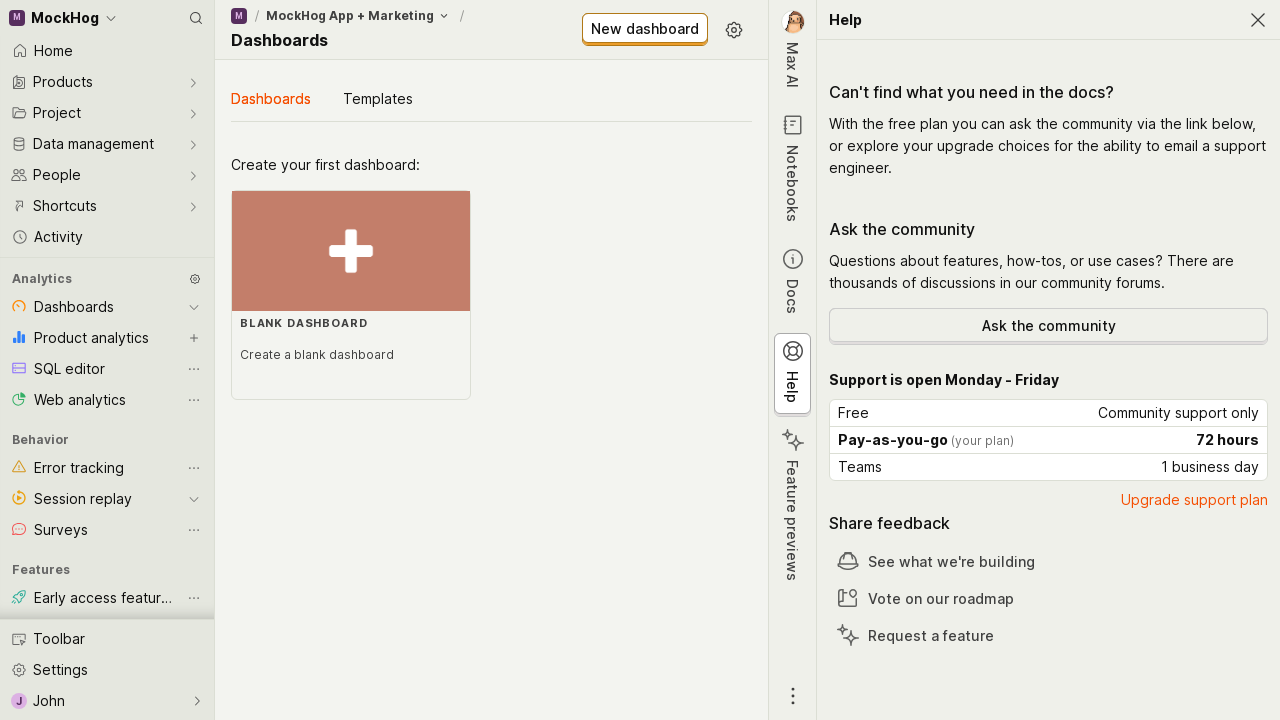 M MockHog
Home
Products
Project
Data management
People
Shortcuts
Activity
Analytics
Dashboards
Product analytics
SQL editor
Web analytics
Behavior
Error tracking
Session replay
Surveys
Features
Early access featur...
Toolbar
Settings
J John
M / MockHog App + Marketing /
Dashboards
New dashboard
Dashboards Templates
Create your first dashboard:
BLANK DASHBOARD
Create a blank dashboard
Max AI
Notebooks
Docs
Help
Feature previews
Help
Can't find what you need in the docs?
With the free plan you can ask the community via the link below,
or explore your upgrade choices for the ability to email a support
engineer.
Ask the community
Questions about features, how-tos, or use cases? There are
thousands of discussions in our community forums.
Ask the community
Support is open Monday - Friday
Free Community support only
Pay-as-you-go (your plan) 72 hours
Teams 1 business day
Upgrade support plan
Share feedback
See what we're building
Vote on our roadmap
Request a feature